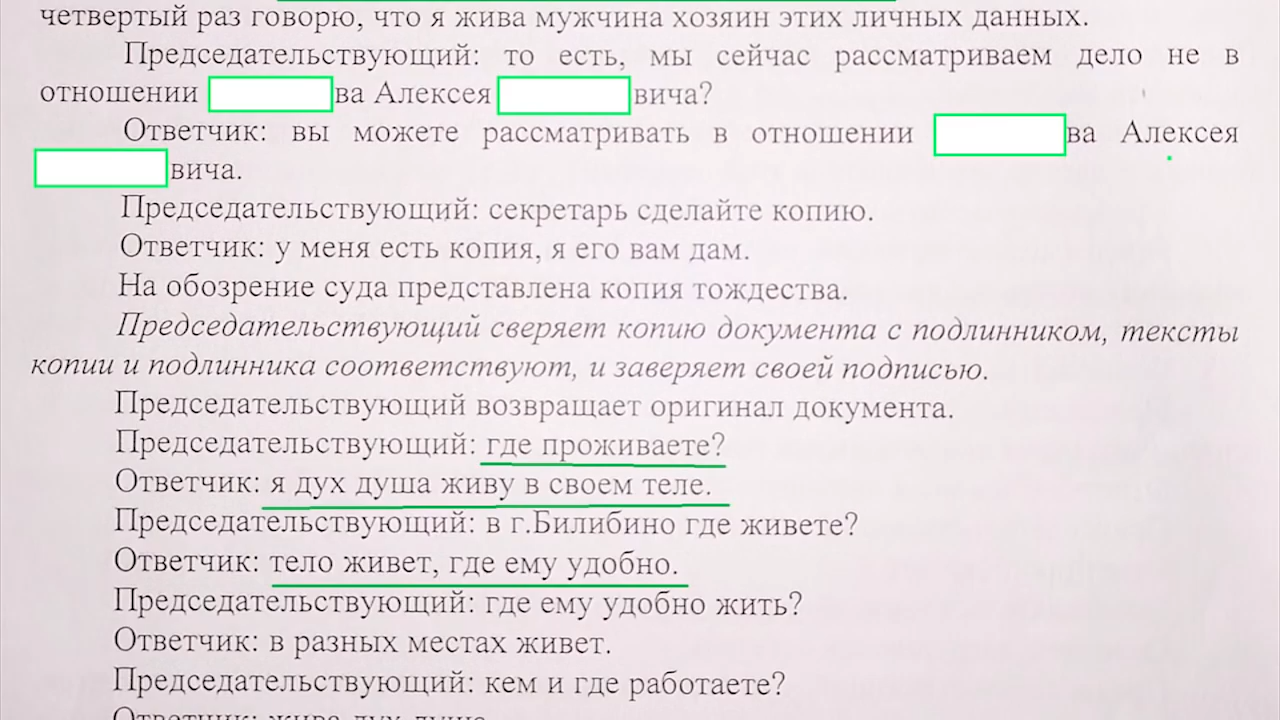 четвертый раз говорю, что я жива мужчина хозяин этих личных данных.
Председательствующий: то есть, мы сейчас рассматриваем дело не в
отношении ва Алексея вича?
Ответчик: вы можете рассматривать в отношении ва Алексея
вича.
Председательствующий: секретарь сделайте копию.
Ответчик: у меня есть копия, я его вам дам.
На обозрение суда представлена копия тождества.
Председательствующий сверяет копию документа с подлинником, тексты
копии и подлинника соответствуют, и заверяет своей подписью.
Председательствующий возвращает оригинал документа.
Председательствующий: где проживаете?
Ответчик: я дух душа живу в своем теле.
Председательствующий: в г.Билибино где живете?
Ответчик: тело живет, где ему удобно.
Председательствующий: где ему удобно жить?
Ответчик: в разных местах живет.
Председательствующий: кем и где работаете?
Ответчик: жива дух душа